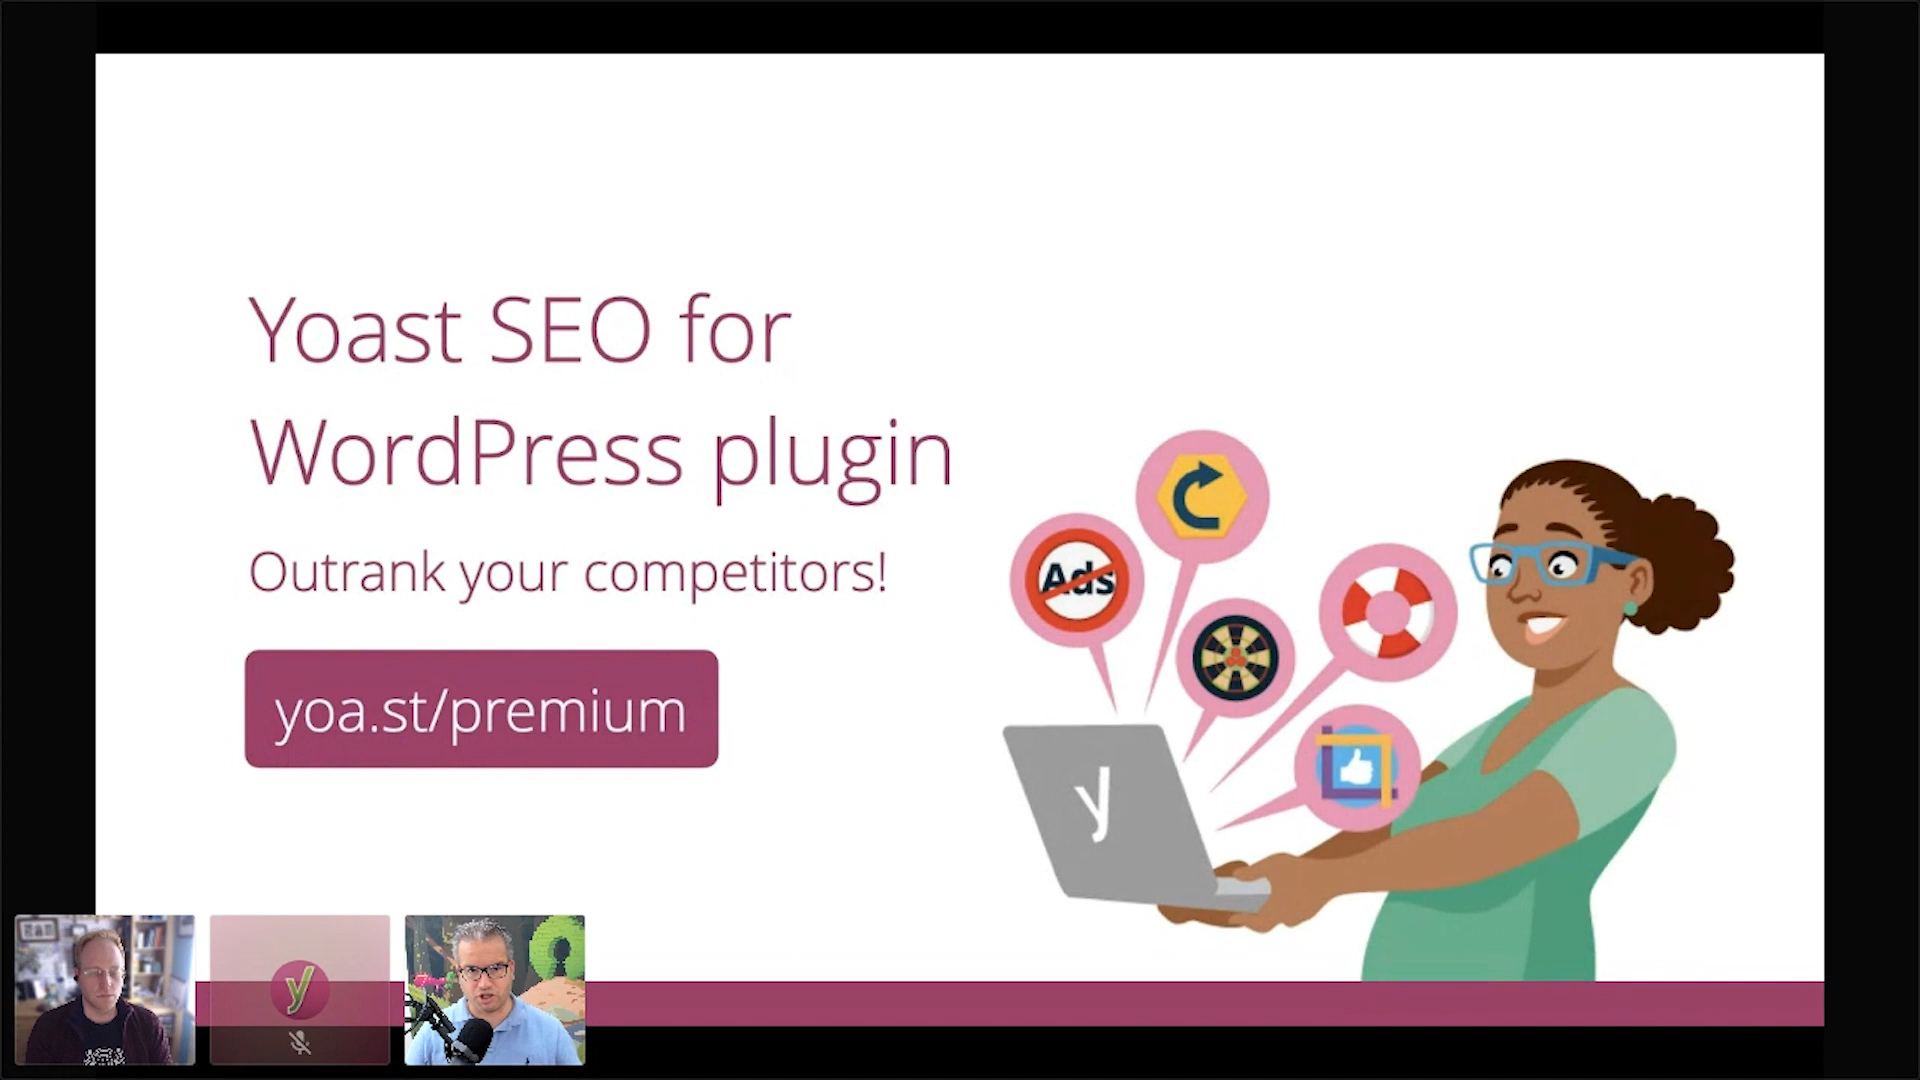 Yoast SEO for
WordPress plugin
Outrank your competitors!
yoa.st/premium
Ads
y
y